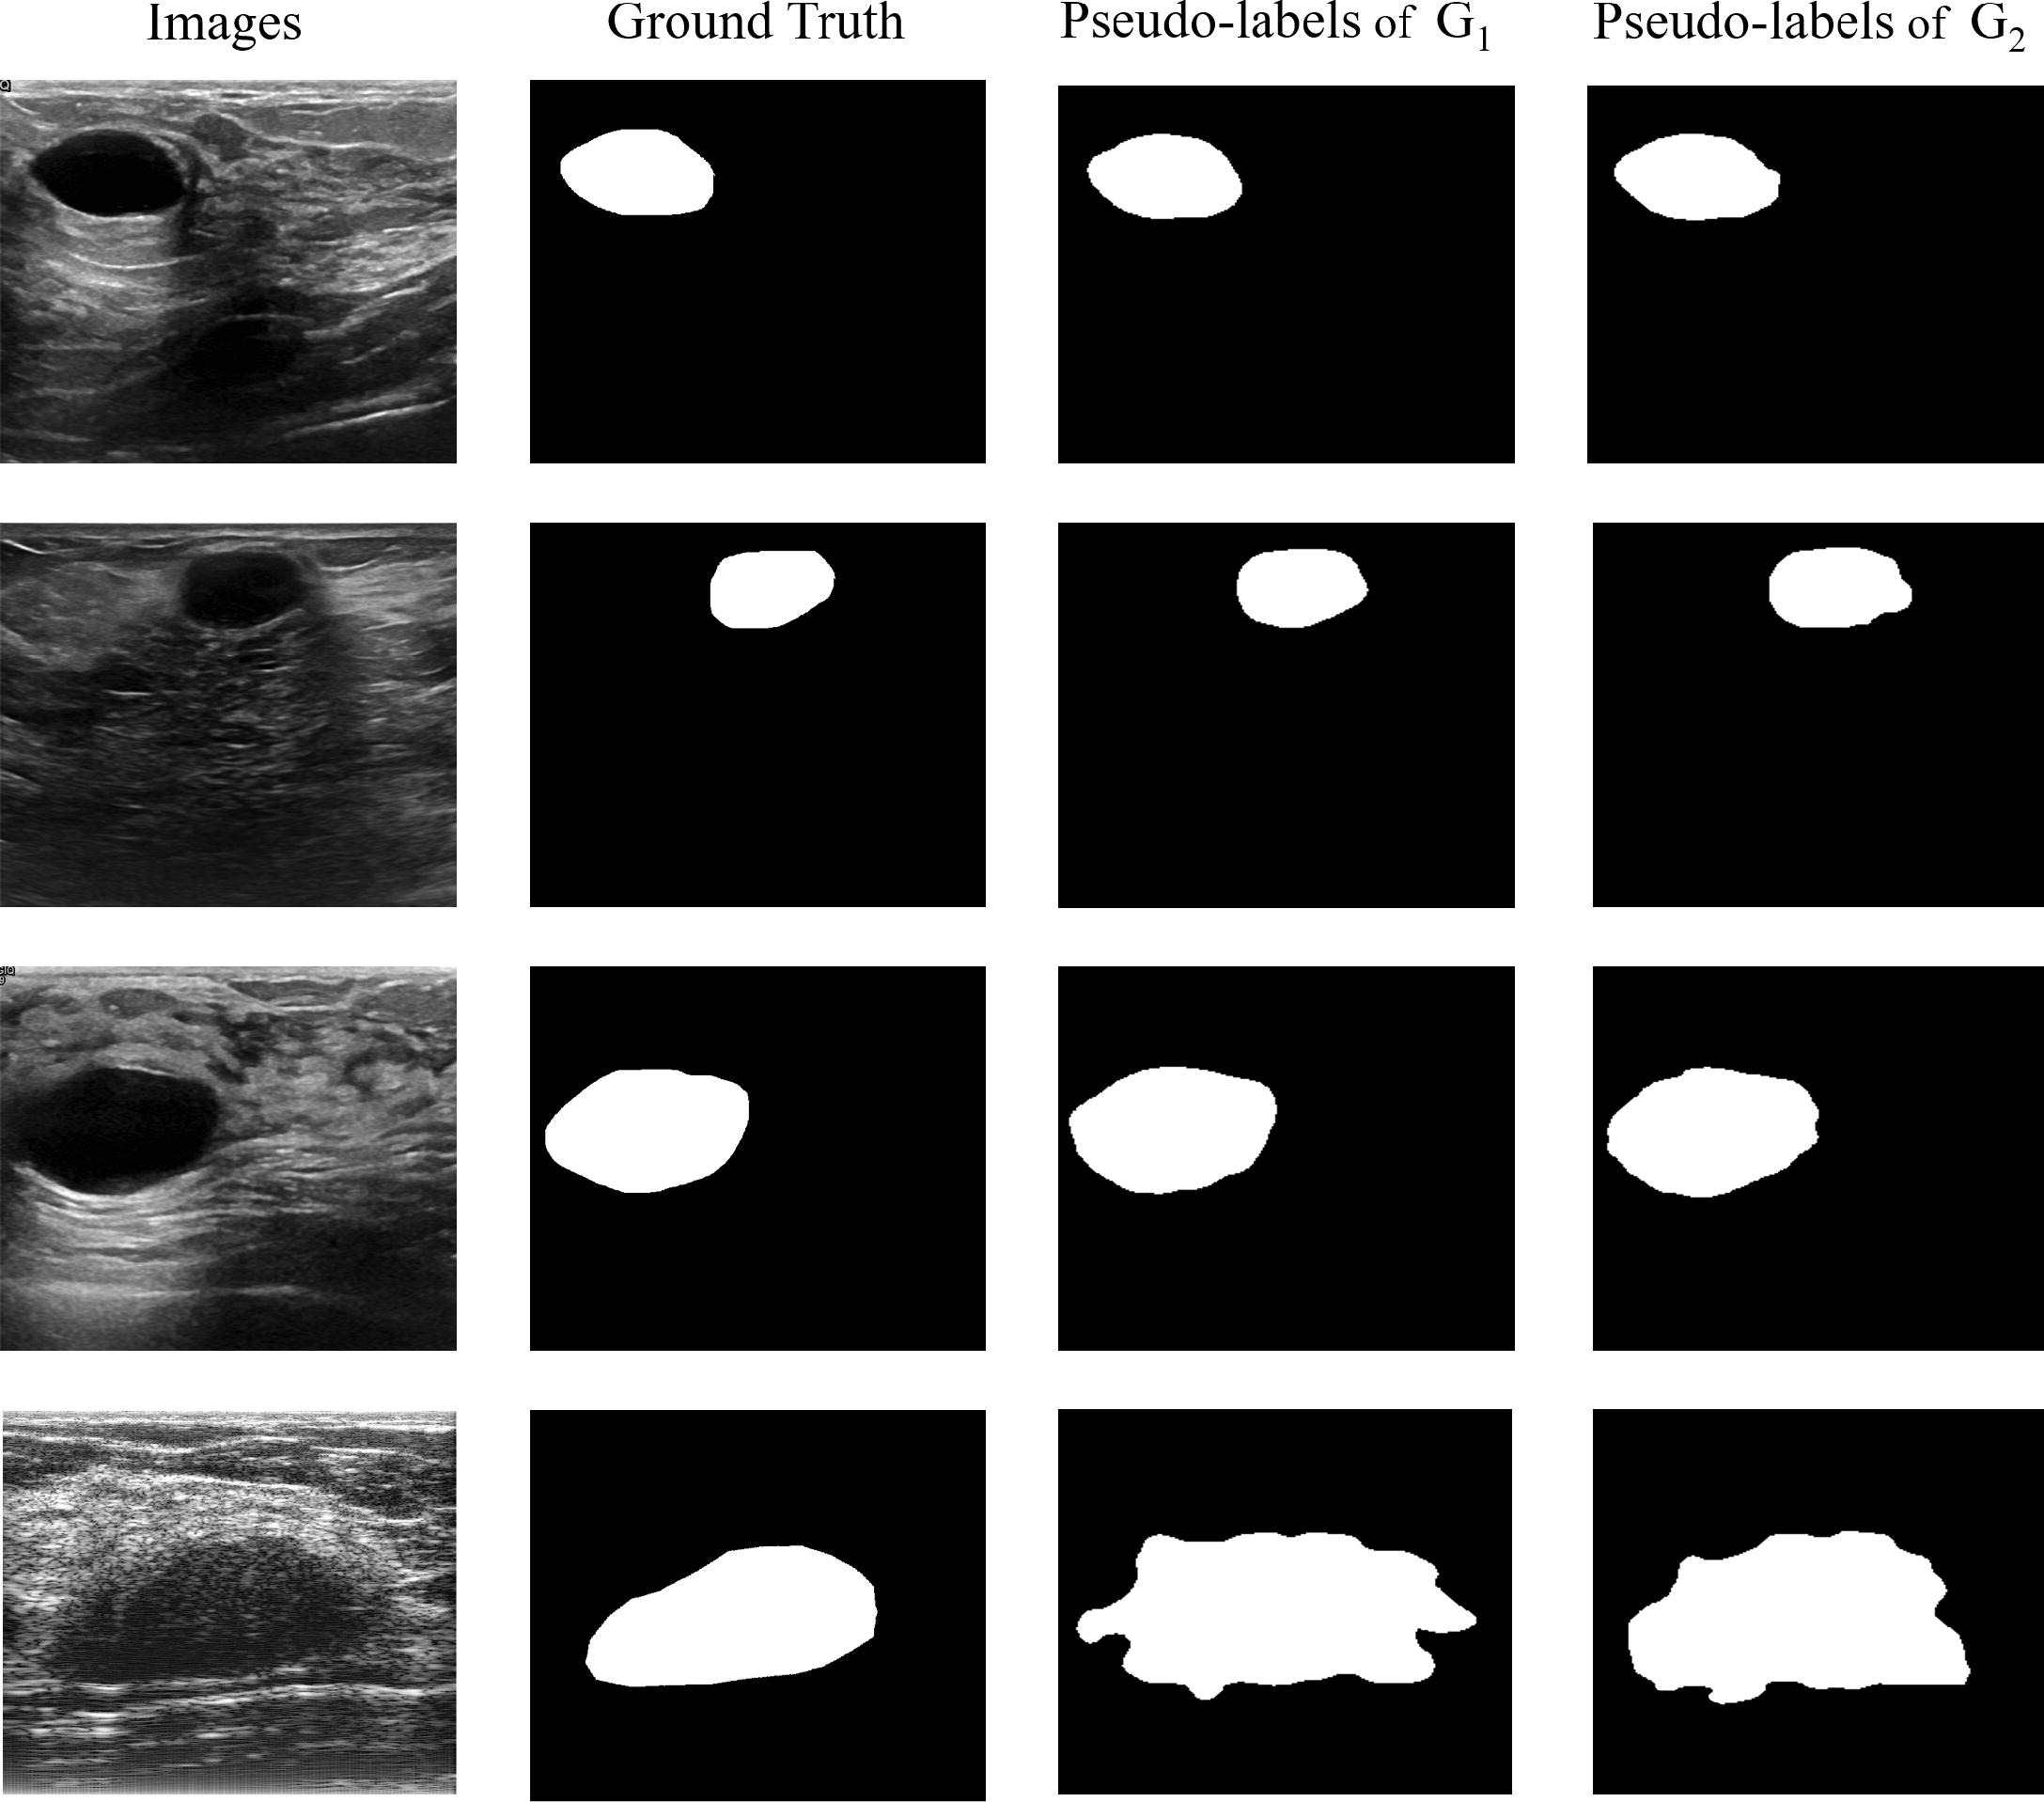 Images
Ground Truth
Pseudo-labels of G1
Pseudo-labels of G2